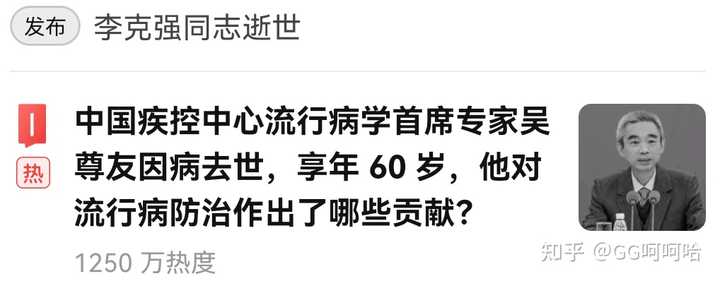 发布 李克强同志逝世
中国疾控中心流行病学首席专家吴
热 尊友因病去世，享年 60 岁，他对
流行病防治作出了哪些贡献？
1250 万热度
知乎 @GG呵呵哈